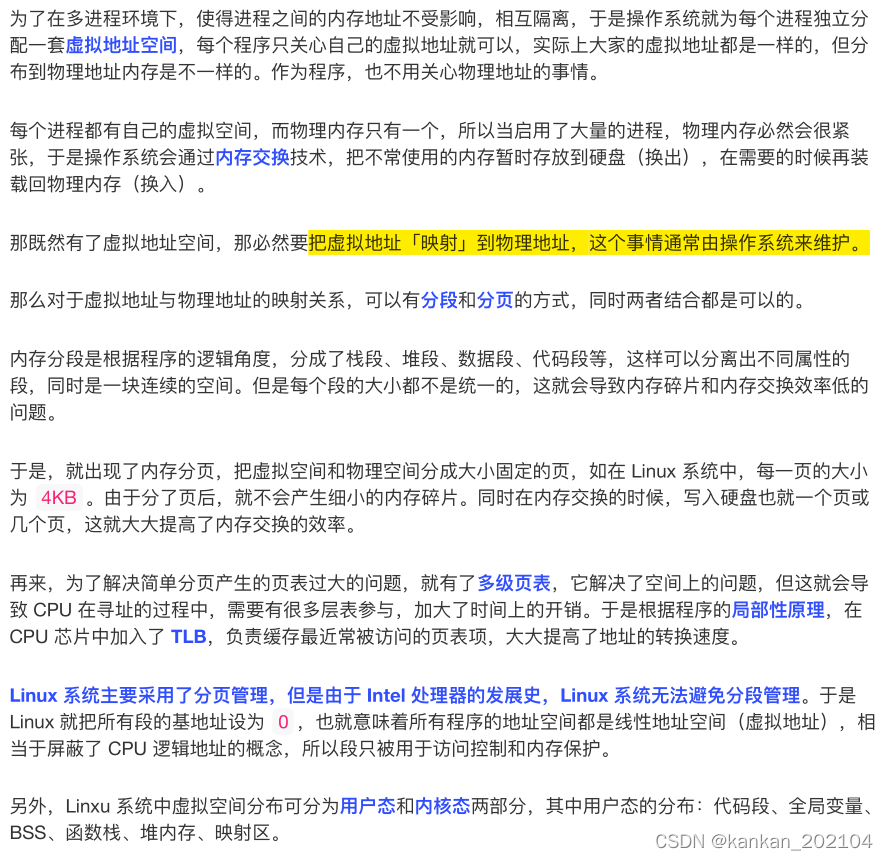 为了在多进程环境下，使得进程之间的内存地址不受影响，相互隔离，于是操作系统就为每个进程独立分
配一套虚拟地址空间，每个程序只关心自己的虚拟地址就可以，实际上大家的虚拟地址都是一样的，但分
布到物理地址内存是不一样的。作为程序，也不用关心物理地址的事情。
每个进程都有自己的虚拟空间，而物理内存只有一个，所以当启用了大量的进程，物理内存必然会很紧
张，于是操作系统会通过内存交换技术，把不常使用的内存暂时存放到硬盘（换出），在需要的时候再装
载回物理内存（换入）。
那既然有了虚拟地址空间，那必然要把虚拟地址「映射」到物理地址，这个事情通常由操作系统来维护。
那么对于虚拟地址与物理地址的映射关系，可以有分段和分页的方式，同时两者结合都是可以的。
内存分段是根据程序的逻辑角度，分成了栈段、堆段、数据段、代码段等，这样可以分离出不同属性的
段，同时是一块连续的空间。但是每个段的大小都不是统一的，这就会导致内存碎片和内存交换效率低的
问题。
于是，就出现了内存分页，把虚拟空间和物理空间分成大小固定的页，如在 Linux 系统中，每一页的大小
为 4KB 。由于分了页后，就不会产生细小的内存碎片。同时在内存交换的时候，写入硬盘也就一个页或
几个页，这就大大提高了内存交换的效率。
再来，为了解决简单分页产生的页表过大的问题，就有了多级页表，它解决了空间上的问题，但这就会导
致 CPU 在寻址的过程中，需要有很多层表参与，加大了时间上的开销。于是根据程序的局部性原理，在
CPU 芯片中加入了 TLB，负责缓存最近常被访问的页表项，大大提高了地址的转换速度。
Linux 系统主要采用了分页管理，但是由于 Intel 处理器的发展史，Linux 系统无法避免分段管理。于是
Linux 就把所有段的基地址设为 0 ，也就意味着所有程序的地址空间都是线性地址空间（虚拟地址），相
当于屏蔽了 CPU 逻辑地址的概念，所以段只被用于访问控制和内存保护。
另外，Linxu 系统中虚拟空间分布可分为用户态和内核态两部分，其中用户态的分布：代码段、全局变量、
BSS、函数栈、堆内存、映射区。
CSDN @kankan_202104